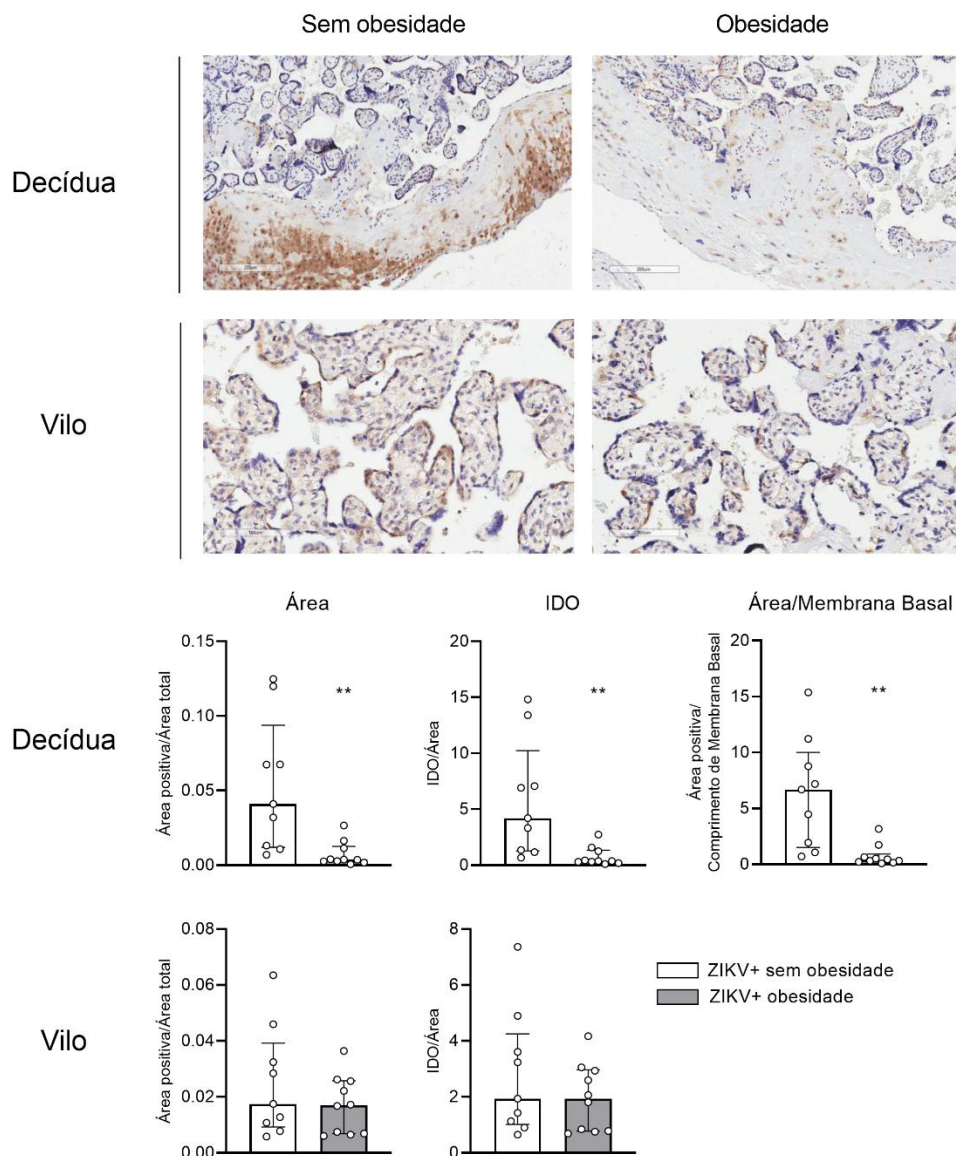 Sem obesidade
Obesidade
Decídua
200µm
Vilo
Área
IDO
Área/Membrana Basal
Decídua
Área positiva/Área total
0.15
0.10
0.05
0.00
**
IDO/Área
20
15
10
5
0
**
Área positiva/
Comprimento de Membrana Basal
20
15
10
5
0
**
Vilo
Área positiva/Área total
0.08
0.06
0.04
0.02
0.00
IDO/Área
8
6
4
2
0
ZIKV+ sem obesidade
ZIKV+ obesidade